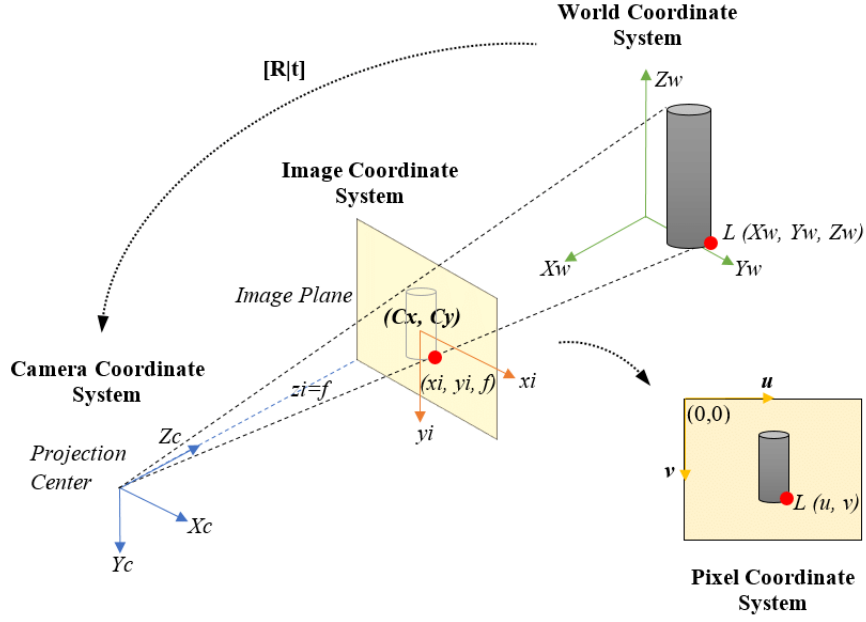 World Coordinate
System
[R|t]
Zw
Image Coordinate
System
L (Xw, Yw, Zw)
Xw
Yw
Image Plane
(Cx, Cy)
Camera Coordinate
System
zi=f
(xi, yi, f)
xi
yi
Zc
Projection
Center
Xc
Yc
u
(0,0)
v
L (u, v)
Pixel Coordinate
System